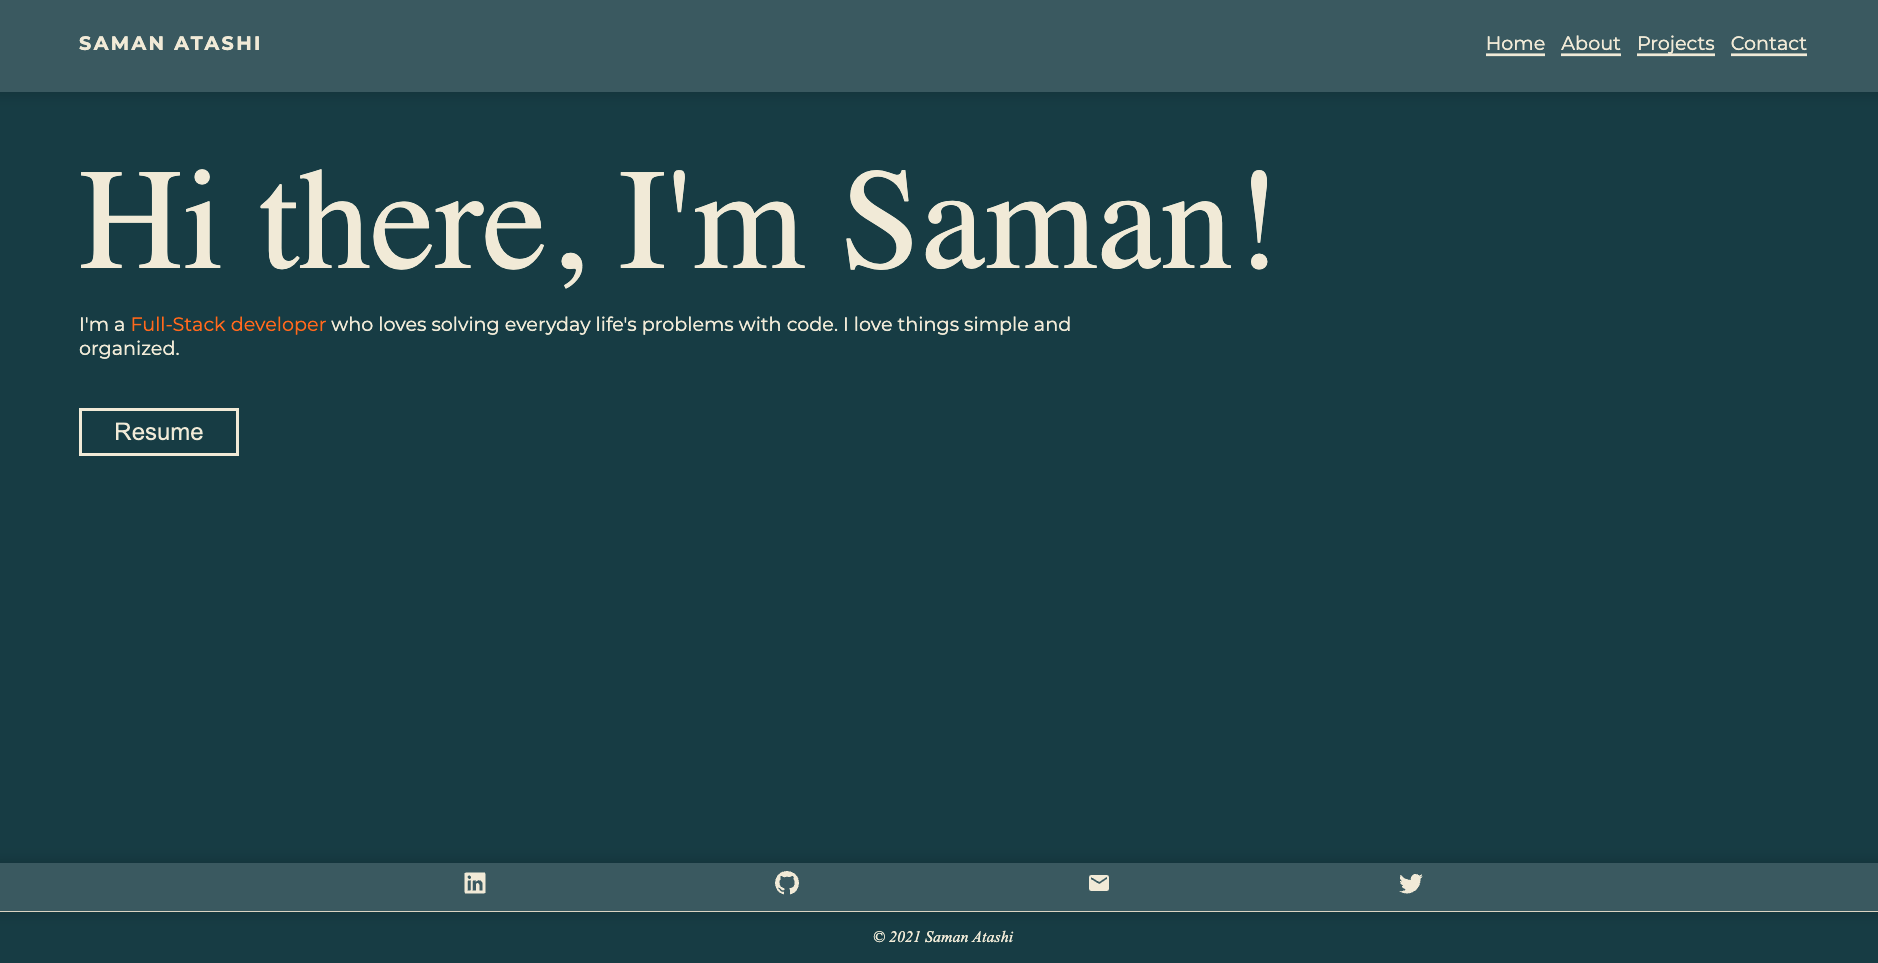 SAMAN ATASHI
Home About Projects Contact
Hi there, I'm Saman!
I'm a Full-Stack developer who loves solving everyday life's problems with code. I love things simple and
organized.
Resume
in
© 2021 Saman Atashi